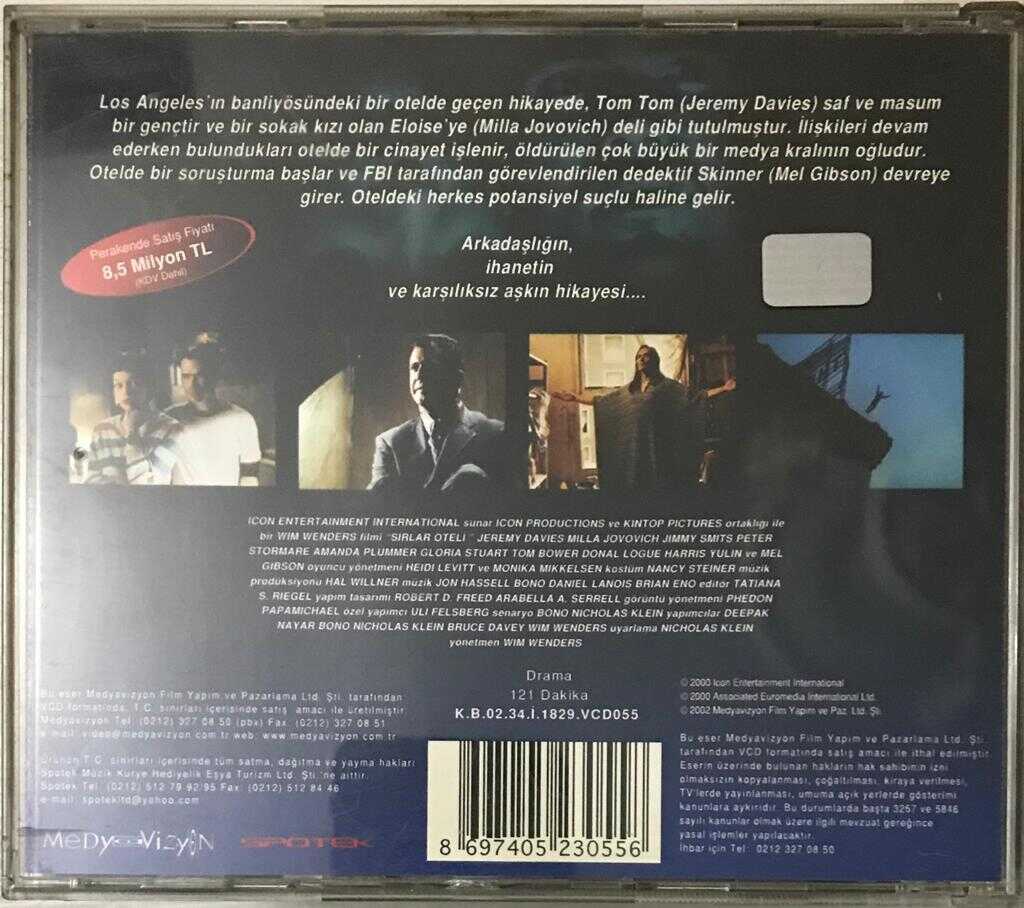 Los Angeles'ın banliyösündeki bir otelde geçen hikayede, Tom Tom (Jeremy Davies) saf ve masum
bir gençtir ve bir sokak kızı olan Eloise'ye (Milla Jovovich) deli gibi tutulmuştur. İlişkileri devam
ederken bulundukları otelde bir cinayet işlenir, öldürülen çok büyük bir medya kralının oğludur.
Otelde bir soruşturma başlar ve FBI tarafından görevlendirilen dedektif Skinner (Mel Gibson) devreye
girer. Oteldeki herkes potansiyel suçlu haline gelir.
Perakende Satış Fiyatı
8,5 Milyon TL
(KDV Dahil)
Arkadaşlığın,
ihanetin
ve karşılıksız aşkın hikayesi....
ICON ENTERTAINMENT INTERNATIONAL sunar ICON PRODUCTIONS ve KINTOP PICTURES ortaklığı ile
bir WIM WENDERS filmi "SIRLAR OTELİ" JEREMY DAVIES MILLA JOVOVICH JIMMY SMITS PETER
STORMARE AMANDA PLUMMER GLORIA STUART TOM BOWER DONAL LOGUE HARRIS YULIN ve MEL
GIBSON oyuncu yönetmeni HEIDI LEVITT ve MONIKA MIKKELSEN kostüm NANCY STEINER müzik
prodüksiyonu HAL WILLNER müzik JON HASSELL BONO DANIEL LANOIS BRIAN ENO editör TATIANA
S. RIEGEL yapım tasarımı ROBERT D. FREED ARABELLA A. SERRELL görüntü yönetmeni PHEDON
PAPAMICHAEL özel yapımcı ULI FELSBERG senaryo BONO NICHOLAS KLEIN yapımcılar DEEPAK
NAYAR BONO NICHOLAS KLEIN BRUCE DAVEY WIM WENDERS uyarlama NICHOLAS KLEIN
yönetmen WIM WENDERS
Drama
121 Dakika
K.B.02.34.İ.1829.VCD055
Bu eser Medyavizyon Film Yapım ve Pazarlama Ltd. Şti. tarafından
VCD formatında, T.C. sınırları içerisinde satış amacı ile üretilmiştir.
Medyavizyon Tel: (0212) 327 08 50 (pbx) Fax: (0212) 327 08 51
e-mail: video@medyavizyon.com.tr web: www.medyavizyon.com.tr
Ürünün T.C. sınırları içerisinde tüm satma, dağıtma ve yayma hakları
Spotek Müzik Kurye Hediyelik Eşya Turizm Ltd. Şti.'ne aittir.
Spotek Tel: (0212) 512 79 92 95 Fax: (0212) 512 84 46
e-mail: spotekltd@yahoo.com
MeDyaVizyon
SPOTEK
8 697405 230556
© 2000 Icon Entertainment International
© 2000 Associated Euromedia International Ltd.
© 2002 Medyavizyon Film Yapım ve Paz. Ltd. Şti.
Bu eser Medyavizyon Film Yapım ve Pazarlama Ltd. Şti.
tarafından VCD formatında satış amacı ile ithal edilmiştir.
Eserin üzerinde bulunan hakların hak sahibinin izni
olmaksızın kopyalanması, çoğaltılması, kiraya verilmesi,
TV'lerde yayınlanması, umuma açık yerlerde gösterimi
kanunlara aykırıdır. Bu durumlarda başta 3257 ve 5846
sayılı kanunlar olmak üzere ilgili mevzuat gereğince
yasal işlemler yapılacaktır.
İhbar için Tel: 0212 327 08 50